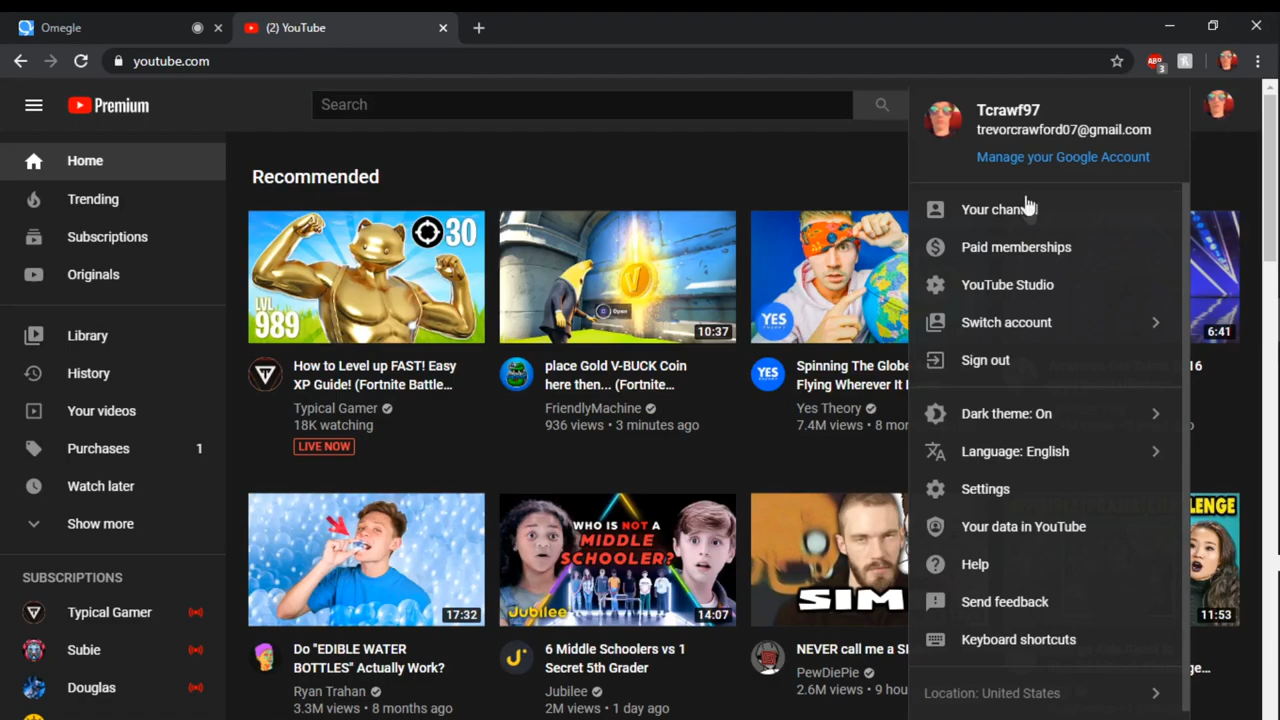 Omegle
(2) YouTube
youtube.com
ABP
3
Premium
Search
Tcrawf97
trevorcrawford07@gmail.com
Manage your Google Account
Home
Trending
Subscriptions
Originals
Library
History
Your videos
Purchases 1
Watch later
Show more
SUBSCRIPTIONS
Typical Gamer
Subie
Douglas
Recommended
30
LVL
989
How to Level up FAST! Easy
XP Guide! (Fortnite Battle...
Typical Gamer
18K watching
LIVE NOW
Open
10:37
place Gold V-BUCK Coin
here then... (Fortnite
FriendlyMachine
936 views • 3 minutes ago
YES
Spinning The Globe
Flying Wherever It
Yes Theory
7.4M views • 8 mon
6:41
16
17:32
Do "EDIBLE WATER
BOTTLES" Actually Work?
Ryan Trahan
3.3M views • 8 months ago
WHO IS NOT A
MIDDLE
SCHOOLER?
Jubilee
14:07
6 Middle Schoolers vs 1
Secret 5th Grader
Jubilee
2M views • 1 day ago
SIM
NEVER call me a SI
PewDiePie
2.6M views • 9 hou
LENGE
11:53
Your chann
Paid memberships
YouTube Studio
Switch account
Sign out
Dark theme: On
Language: English
Settings
Your data in YouTube
Help
Send feedback
Keyboard shortcuts
Location: United States